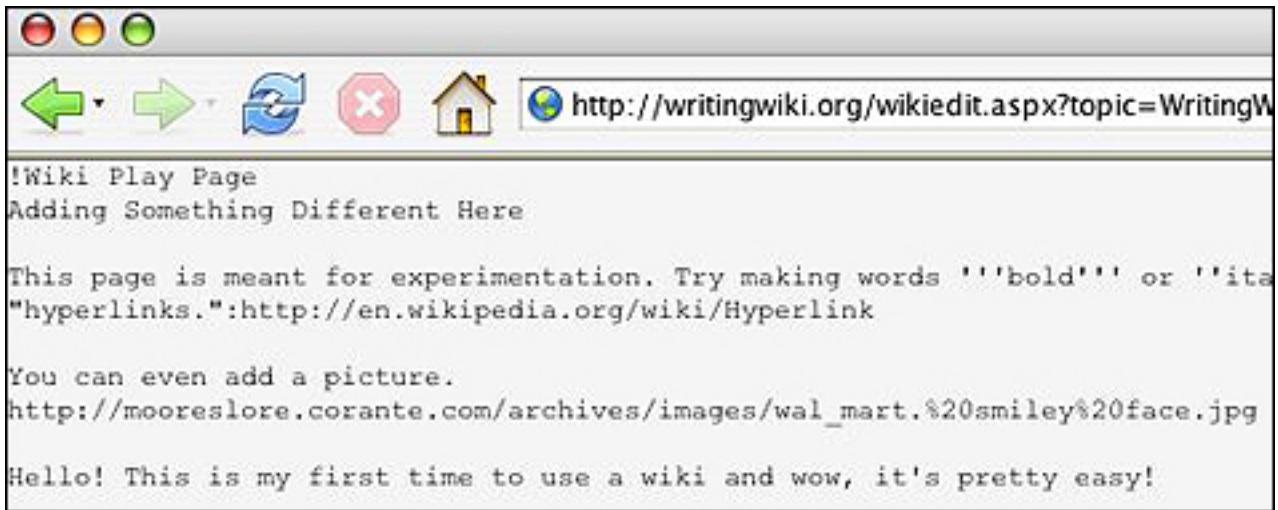 http://writingwiki.org/wikiedit.aspx?topic=WritingW
!Wiki Play Page
Adding Something Different Here
This page is meant for experimentation. Try making words '''bold''' or ''ita
"hyperlinks.":http://en.wikipedia.org/wiki/Hyperlink
You can even add a picture.
http://mooreslore.corante.com/archives/images/wal_mart.%20smiley%20face.jpg
Hello! This is my first time to use a wiki and wow, it's pretty easy!